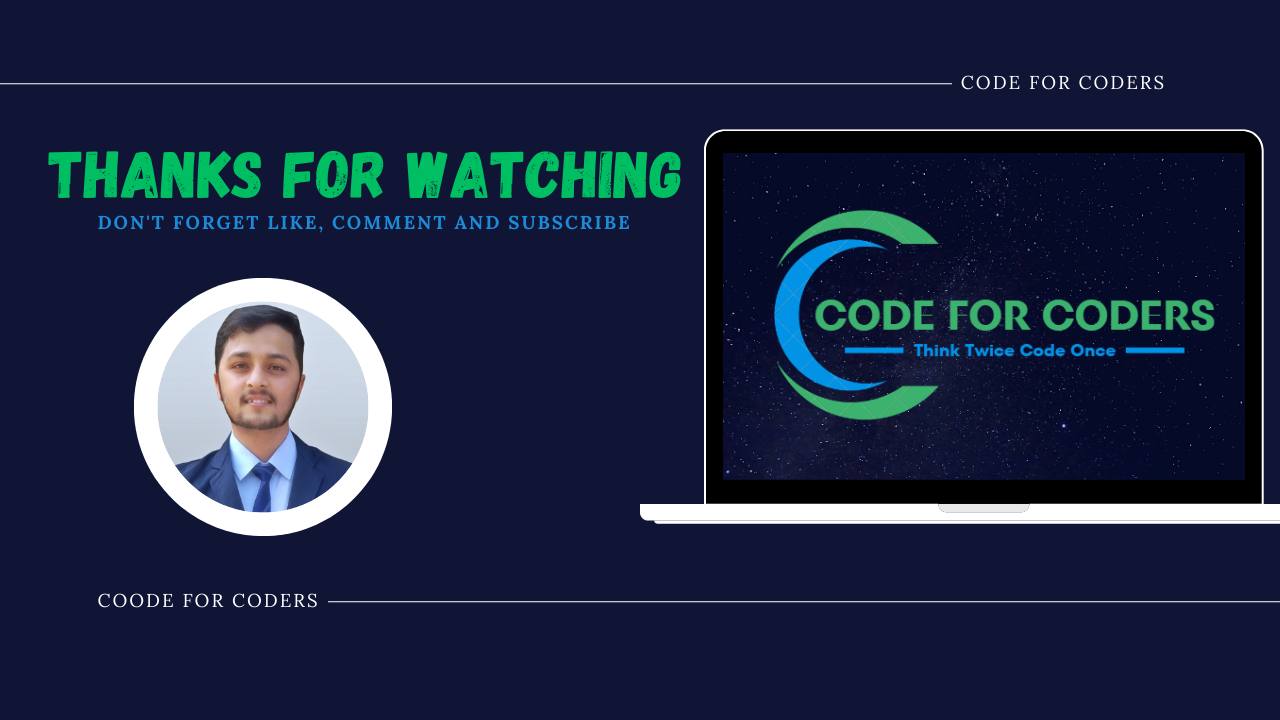 CODE FOR CODERS
THANKS FOR WATCHING
DON'T FORGET LIKE, COMMENT AND SUBSCRIBE
CODE FOR CODERS
Think Twice Code Once
COODE FOR CODERS